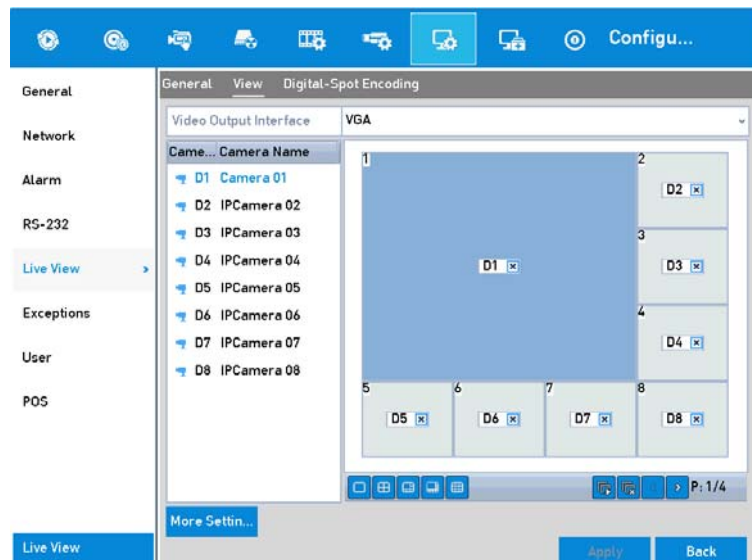 Configu...
General
Network
Alarm
RS-232
Live View
Exceptions
User
POS
Live View
General View Digital-Spot Encoding
Video Output Interface VGA
Came... Camera Name
D1 Camera 01
D2 IPCamera 02
D3 IPCamera 03
D4 IPCamera 04
D5 IPCamera 05
D6 IPCamera 06
D7 IPCamera 07
D8 IPCamera 08
1
D1
2
D2
3
D3
4
D4
5
D5
6
D6
7
D7
8
D8
P: 1/4
More Settin...
Apply Back